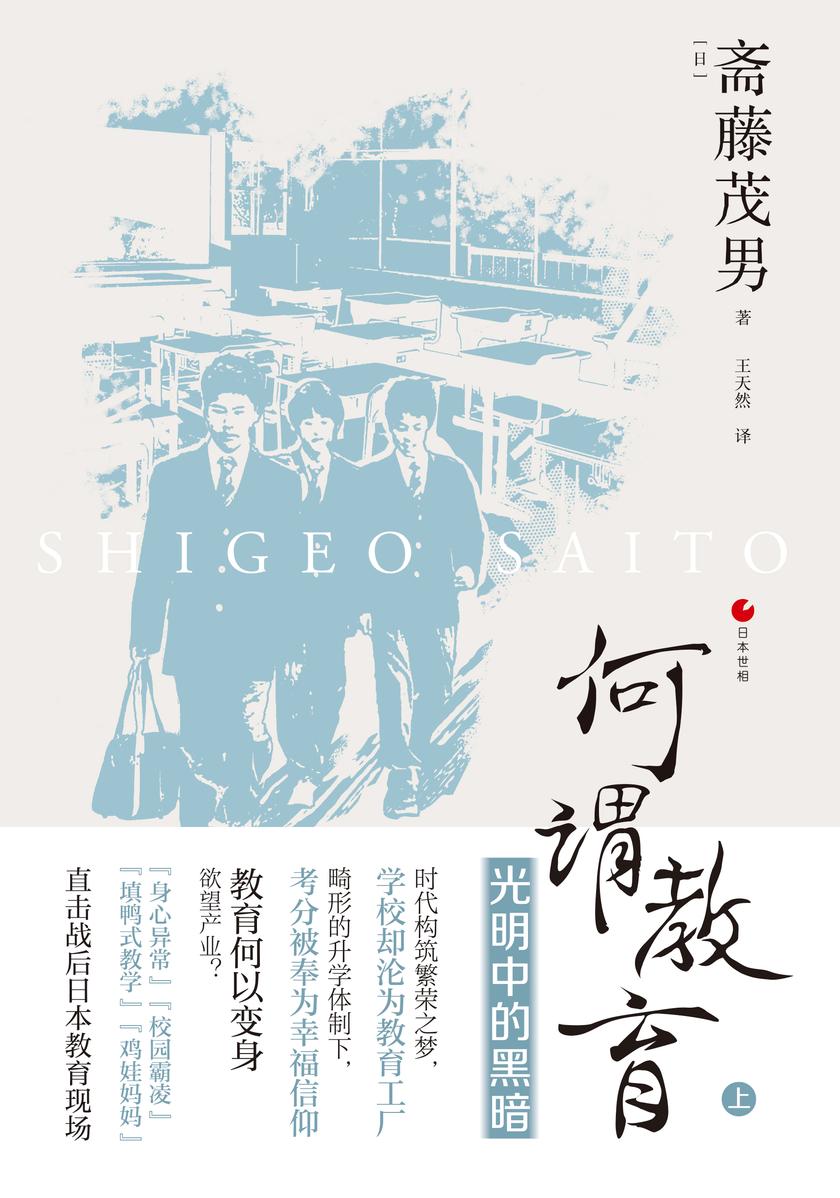 [日]
斋藤茂男
著
王天然
译
SHIGEO SAITO
日本世相
何谓教育
上
光明中的黑暗
时代构筑繁荣之梦，
学校却沦为教育工厂
畸形的升学体制下，
考分被奉为幸福信仰
教育何以变身
欲望产业？
『身心异常』『校园霸凌』
『填鸭式教学』『鸡娃妈妈』
直击战后日本教育现场